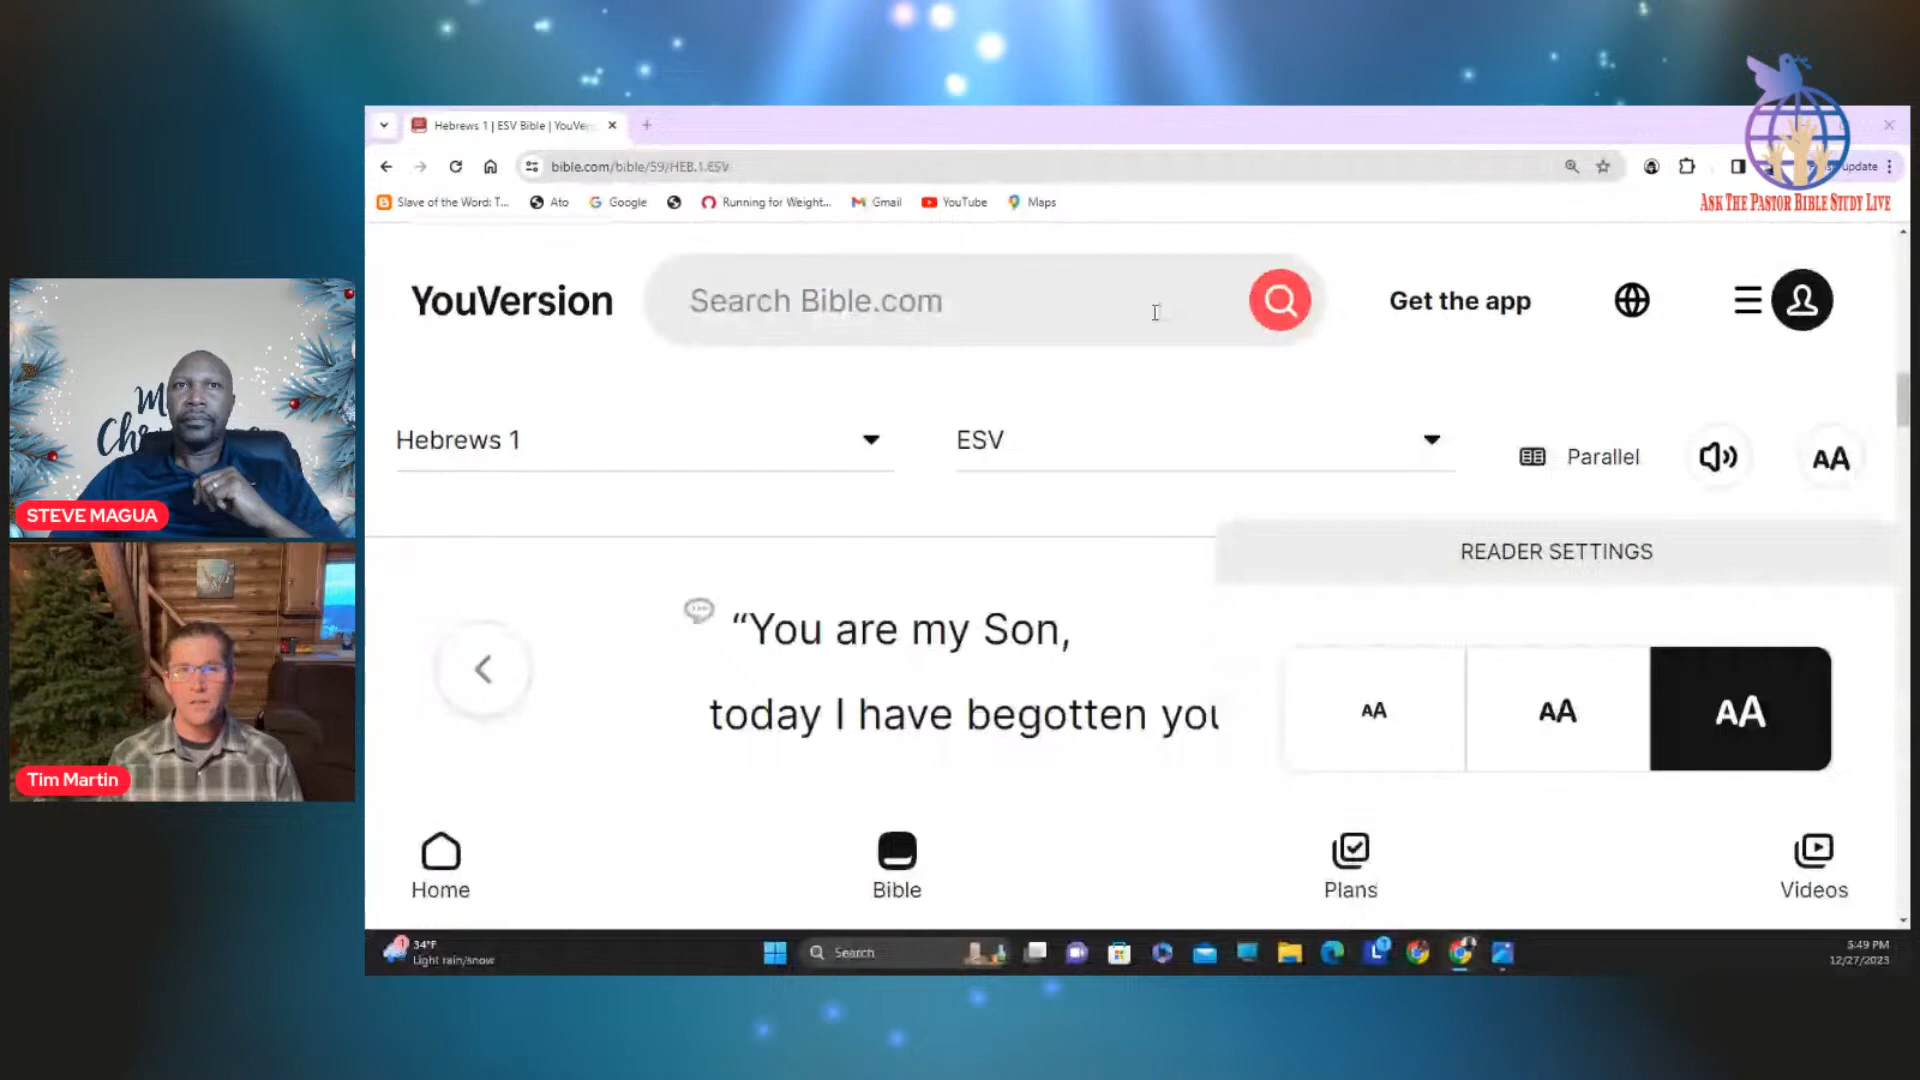 Hebrews 1 | ESV Bible | YouVer
bible.com/bible/59/HEB.1.ESV
update
Slave of the Word: T...
Ato
Google
Running for Weight...
Gmail
YouTube
Maps
ASK THE PASTOR BIBLE STUDY LIVE
YouVersion
Search Bible.com
Get the app
Hebrews 1
ESV
Parallel
AA
READER SETTINGS
“You are my Son,
today I have begotten you
AA
AA
AA
STEVE MAGUA
Tim Martin
Home
Bible
Plans
Videos
1
34°F
Light rain/snow
Search
5:49 PM
12/27/2023